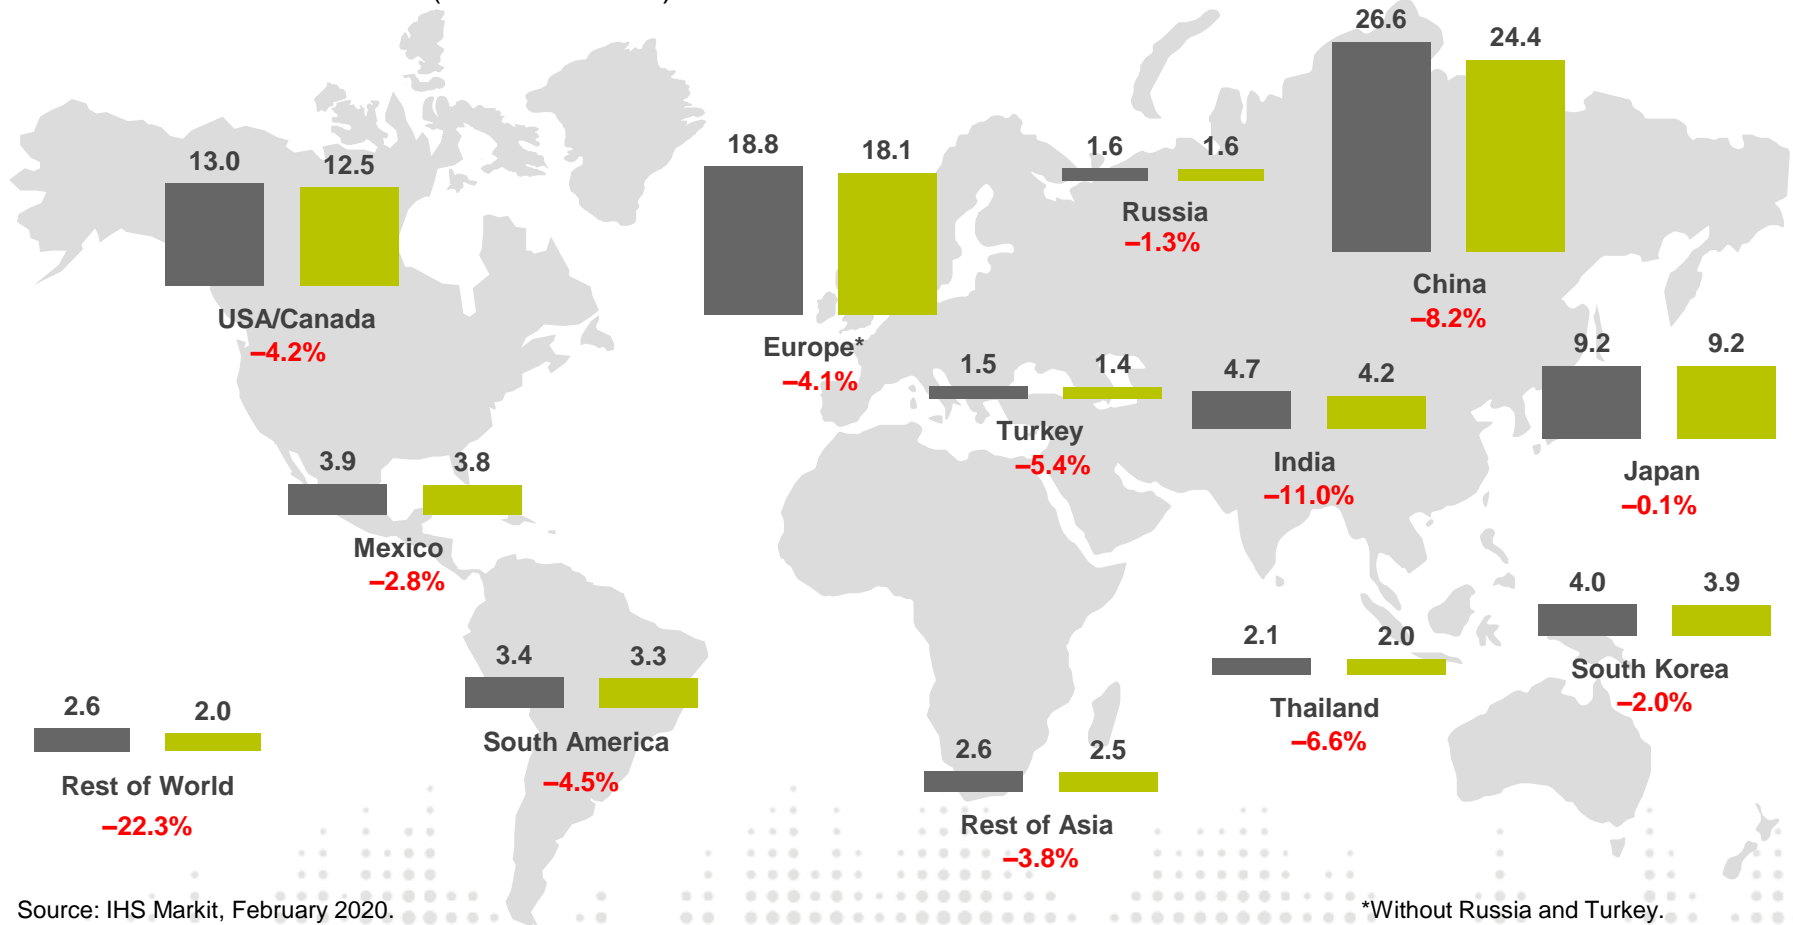 26.6
24.4
China
–8.2%
13.0
12.5
USA/Canada
–4.2%
18.8
18.1
Europe*
–4.1%
1.6
1.6
Russia
–1.3%
1.5
1.4
Turkey
–5.4%
4.7
4.2
India
–11.0%
9.2
9.2
Japan
–0.1%
3.9
3.8
Mexico
–2.8%
4.0
3.9
South Korea
–2.0%
2.1
2.0
Thailand
–6.6%
3.4
3.3
South America
–4.5%
2.6
2.0
Rest of World
–22.3%
2.6
2.5
Rest of Asia
–3.8%
Source: IHS Markit, February 2020.
*Without Russia and Turkey.